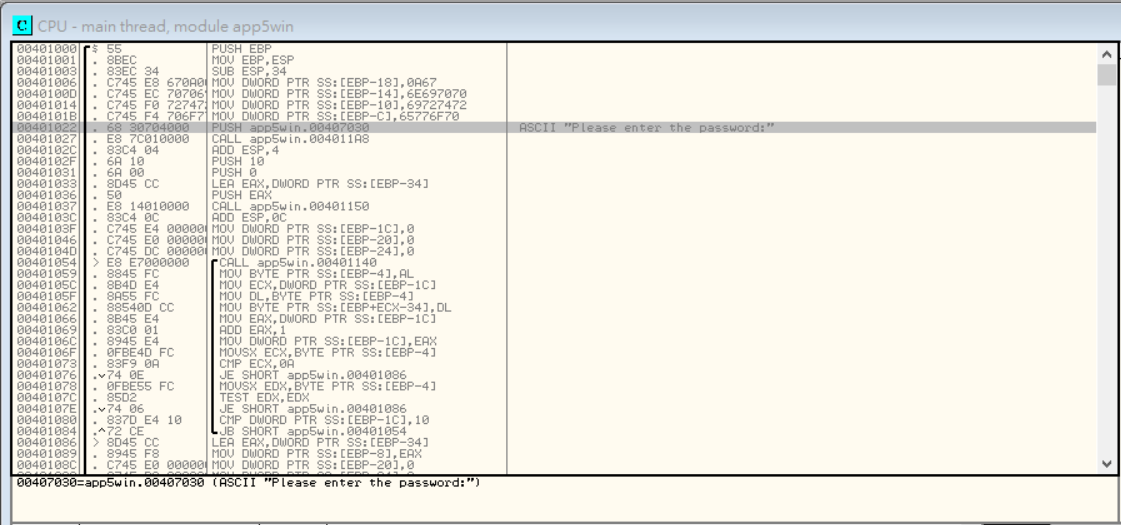 C CPU - main thread, module app5win
00401000 $ 55 PUSH EBP
00401001 . 8BEC MOV EBP,ESP
00401003 . 83EC 34 SUB ESP,34
00401006 . C745 E8 670A0 MOV DWORD PTR SS:[EBP-18],0A67
0040100D . C745 EC 70706 MOV DWORD PTR SS:[EBP-14],6E697070
00401014 . C745 F0 72747 MOV DWORD PTR SS:[EBP-10],69727472
0040101B . C745 F4 706F7 MOV DWORD PTR SS:[EBP-C],65776F70
00401022 . 68 30704000 PUSH app5win.00407030 ASCII "Please enter the password:"
00401027 . E8 7C010000 CALL app5win.004011A8
0040102C . 83C4 04 ADD ESP,4
0040102F . 6A 10 PUSH 10
00401031 . 6A 00 PUSH 0
00401033 . 8D45 CC LEA EAX,DWORD PTR SS:[EBP-34]
00401036 . 50 PUSH EAX
00401037 . E8 14010000 CALL app5win.00401150
0040103C . 83C4 0C ADD ESP,0C
0040103F . C745 E4 00000 MOV DWORD PTR SS:[EBP-1C],0
00401046 . C745 E0 00000 MOV DWORD PTR SS:[EBP-20],0
0040104D . C745 DC 00000 MOV DWORD PTR SS:[EBP-24],0
00401054 > E8 E7000000 CALL app5win.00401140
00401059 . 8845 FC MOV BYTE PTR SS:[EBP-4],AL
0040105C . 8B4D E4 MOV ECX,DWORD PTR SS:[EBP-1C]
0040105F . 8A55 FC MOV DL,BYTE PTR SS:[EBP-4]
00401062 . 88540D CC MOV BYTE PTR SS:[EBP+ECX-34],DL
00401066 . 8B45 E4 MOV EAX,DWORD PTR SS:[EBP-1C]
00401069 . 83C0 01 ADD EAX,1
0040106C . 8945 E4 MOV DWORD PTR SS:[EBP-1C],EAX
0040106F . 0FBE4D FC MOVSX ECX,BYTE PTR SS:[EBP-4]
00401073 . 83F9 0A CMP ECX,0A
00401076 .v74 0E JE SHORT app5win.00401086
00401078 . 0FBE55 FC MOVSX EDX,BYTE PTR SS:[EBP-4]
0040107C . 85D2 TEST EDX,EDX
0040107E .v74 06 JE SHORT app5win.00401086
00401080 . 837D E4 10 CMP DWORD PTR SS:[EBP-1C],10
00401084 .^72 CE JB SHORT app5win.00401054
00401086 > 8D45 CC LEA EAX,DWORD PTR SS:[EBP-34]
00401089 . 8945 F8 MOV DWORD PTR SS:[EBP-8],EAX
0040108C . C745 E0 00000 MOV DWORD PTR SS:[EBP-20],0
00407030=app5win.00407030 (ASCII "Please enter the password:")